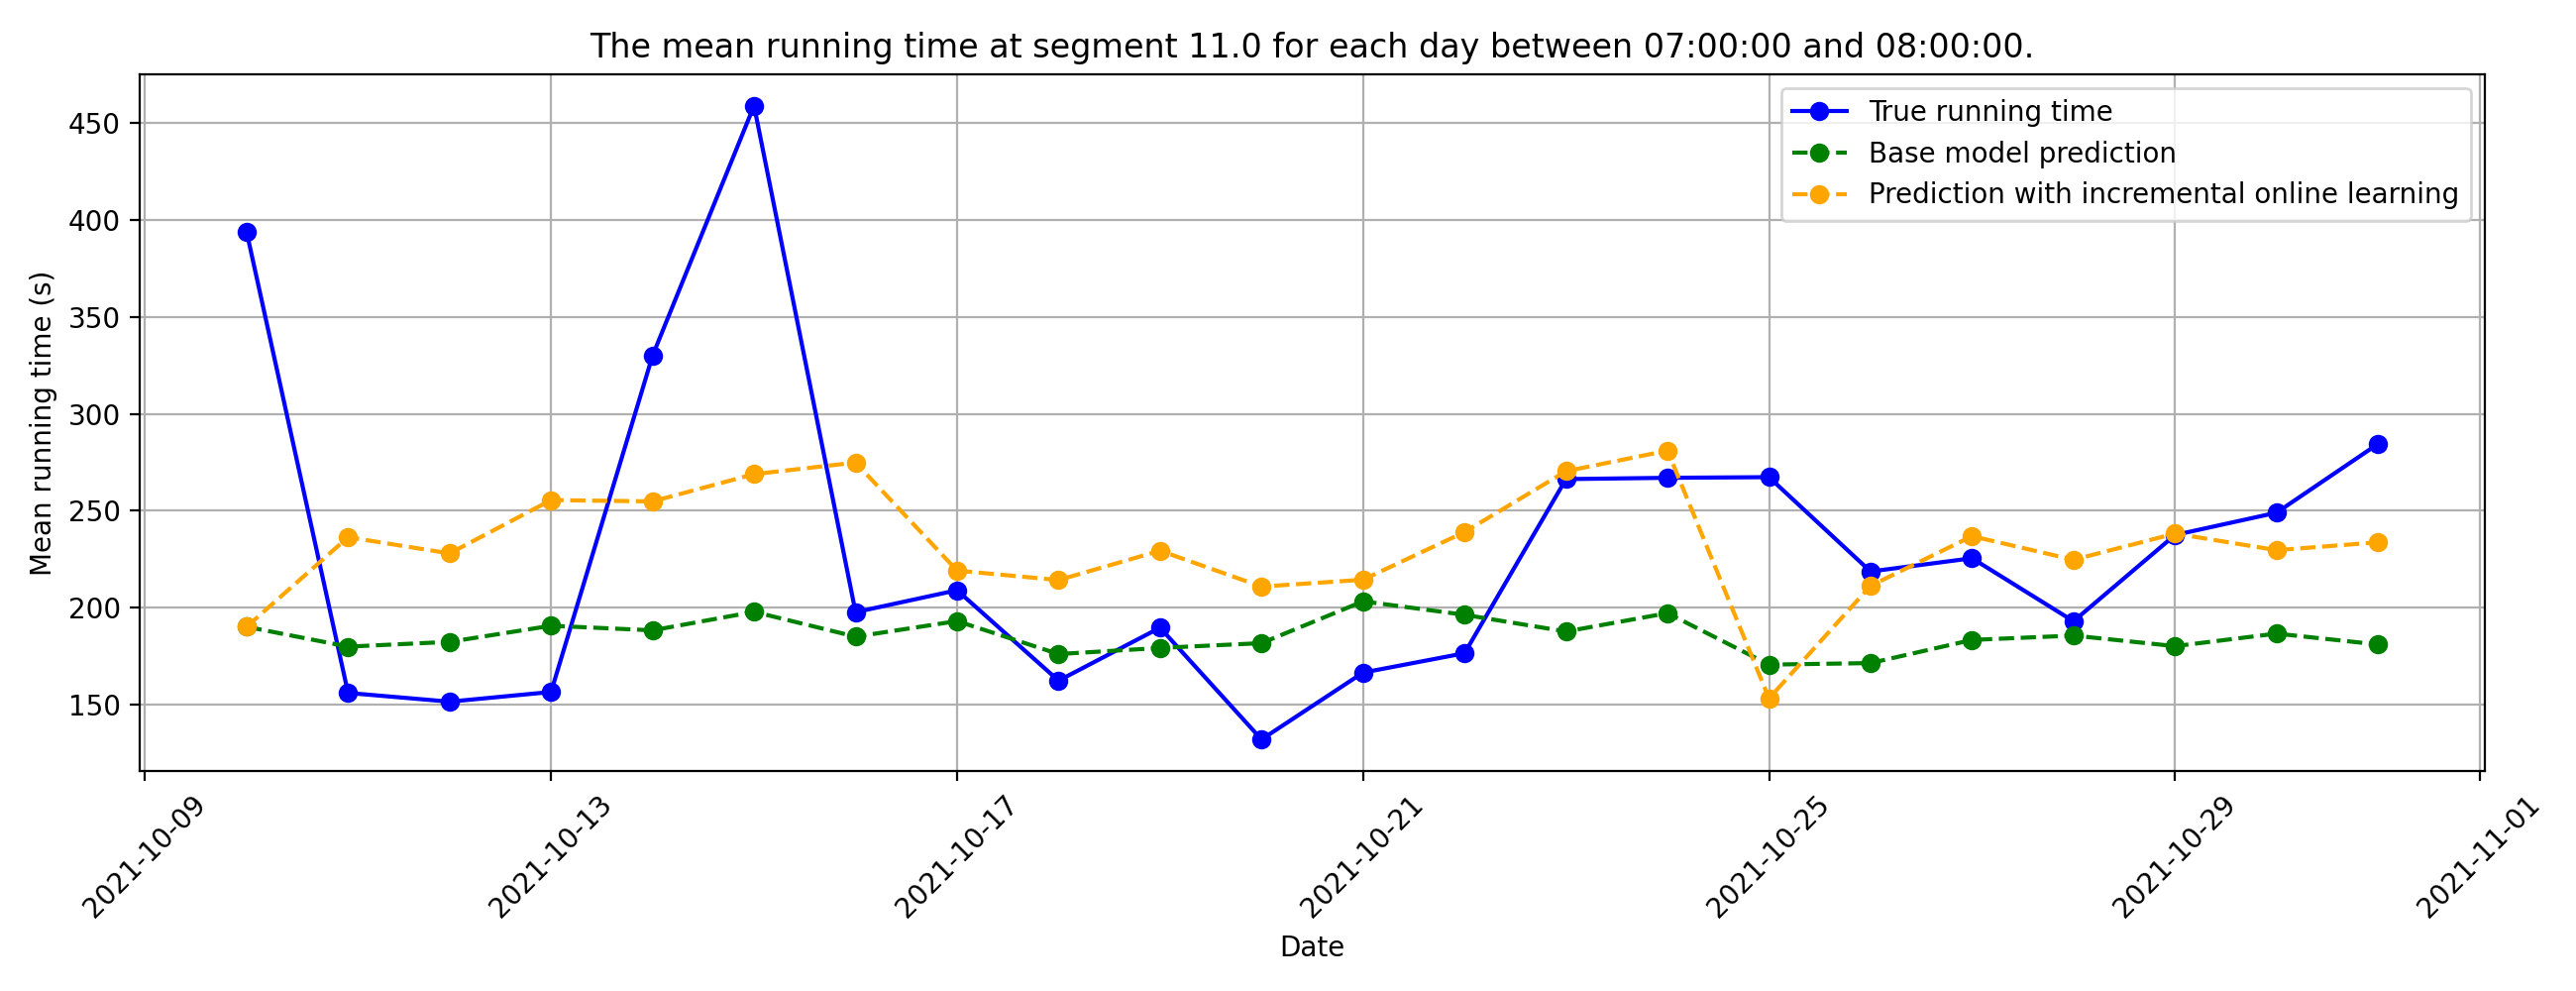 The mean running time at segment 11.0 for each day between 07:00:00 and 08:00:00.
True running time
Base model prediction
Prediction with incremental online learning
Mean running time (s)
450
400
350
300
250
200
150
2021-10-09
2021-10-13
2021-10-17
2021-10-21
2021-10-25
2021-10-29
2021-11-01
Date